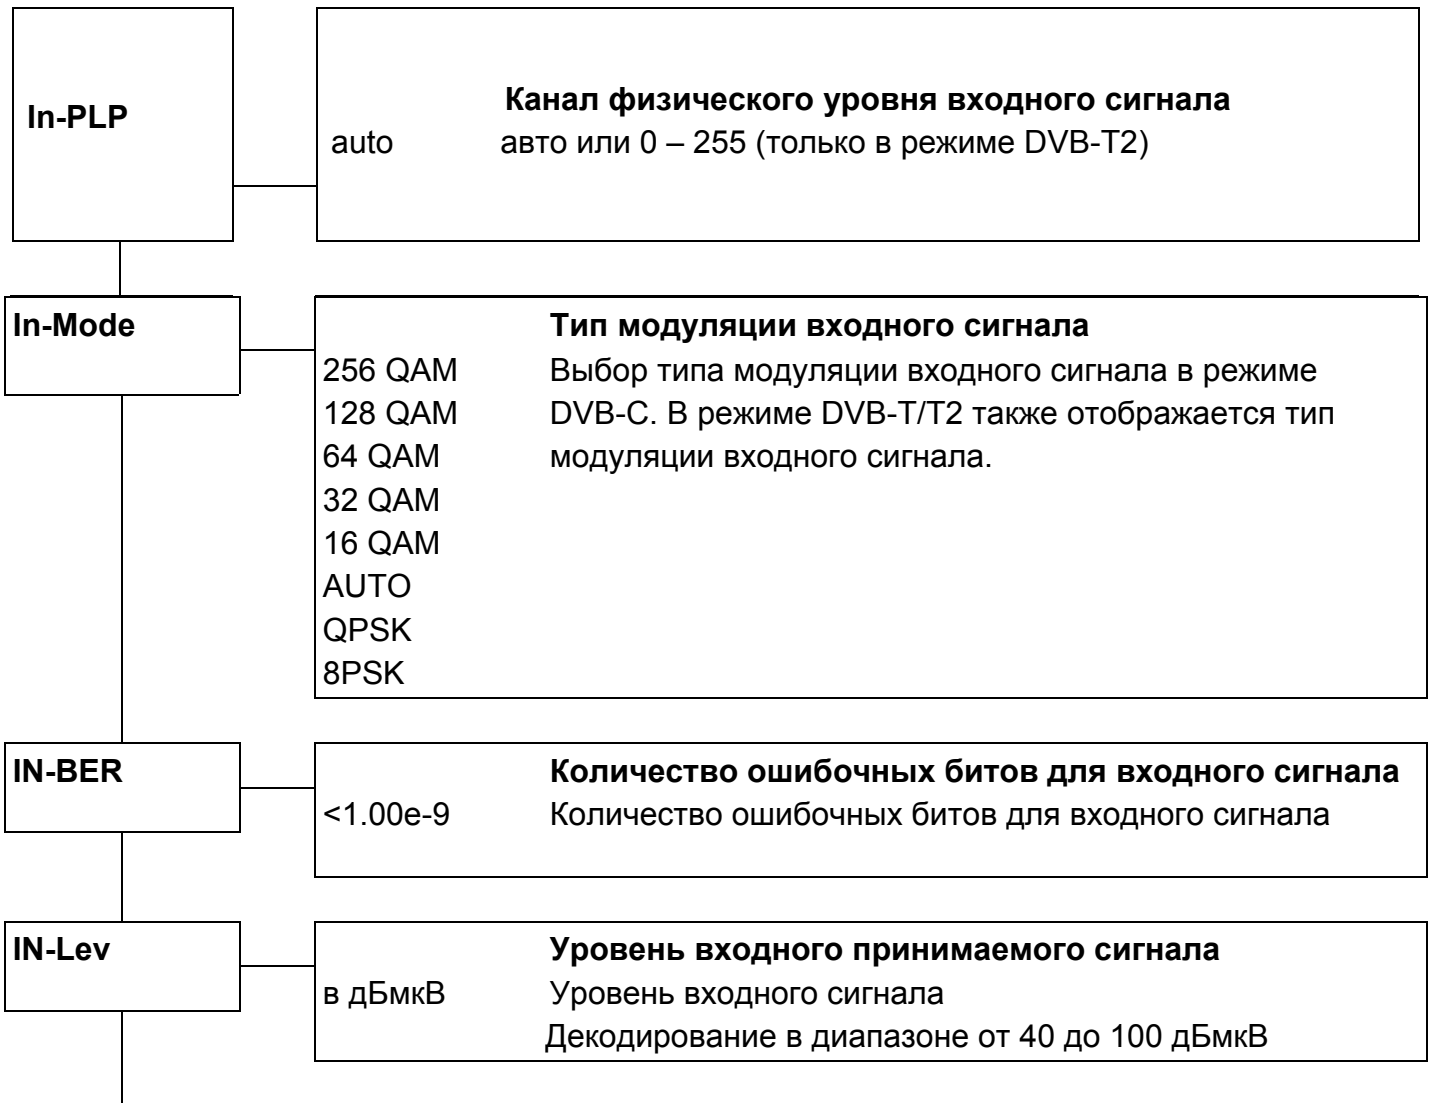 In-PLP
Канал физического уровня входного сигнала
auto авто или 0 – 255 (только в режиме DVB-T2)
In-Mode
Тип модуляции входного сигнала
256 QAM Выбор типа модуляции входного сигнала в режиме
128 QAM DVB-C. В режиме DVB-T/T2 также отображается тип
64 QAM модуляции входного сигнала.
32 QAM
16 QAM
AUTO
QPSK
8PSK
IN-BER
Количество ошибочных битов для входного сигнала
<1.00e-9 Количество ошибочных битов для входного сигнала
IN-Lev
Уровень входного принимаемого сигнала
в дБмкВ Уровень входного сигнала
Декодирование в диапазоне от 40 до 100 дБмкВ